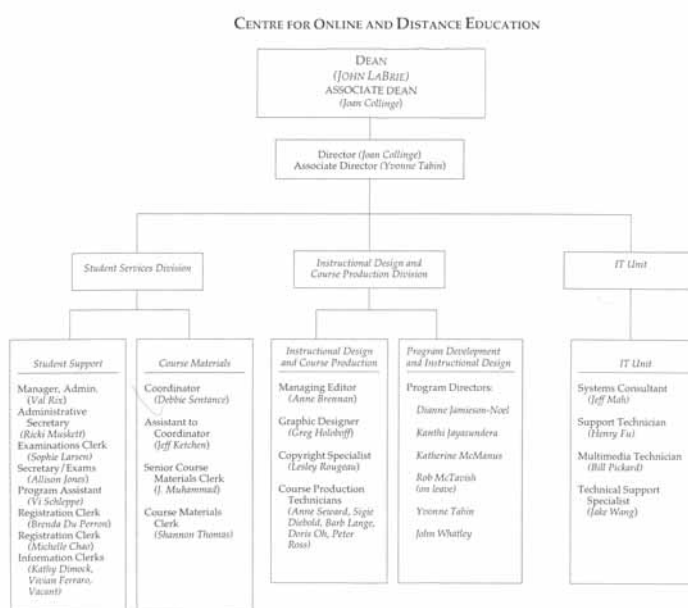 CENTRE FOR ONLINE AND DISTANCE EDUCATION
DEAN
(JOHN LABRIE)
ASSOCIATE DEAN
(Joan Collinge)
Director (Joan Collinge)
Associate Director (Yvonne Tabin)
Student Services Division
Instructional Design and
Course Production Division
IT Unit
Student Support
Manager, Admin.
(Val Rix)
Administrative
Secretary
(Ricki Muskett)
Examinations Clerk
(Sophie Larsen)
Secretary/Exams
(Allison Jones)
Program Assistant
(Vi Schleppe)
Registration Clerk
(Brenda Du Perron)
Registration Clerk
(Michelle Chao)
Information Clerks
(Kathy Dimock,
Vivian Ferraro,
Vacant)
Course Materials
Coordinator
(Debbie Sentance)
Assistant to
Coordinator
(Jeff Ketchen)
Senior Course
Materials Clerk
(J. Muhammad)
Course Materials
Clerk
(Shannon Thomas)
Instructional Design
and Course Production
Managing Editor
(Anne Brennan)
Graphic Designer
(Greg Holoboff)
Copyright Specialist
(Lesley Rougeau)
Course Production
Technicians
(Anne Seward, Sigie
Diebold, Barb Lange,
Doris Oh, Peter
Ross)
Program Development
and Instructional Design
Program Directors:
Dianne Jamieson-Noel
Kanthi Jayasundera
Katherine McManus
Rob McTavish
(on leave)
Yvonne Tabin
John Whatley
IT Unit
Systems Consultant
(Jeff Mah)
Support Technician
(Henry Fu)
Multimedia Technician
(Bill Pickard)
Technical Support
Specialist
(Jake Wang)